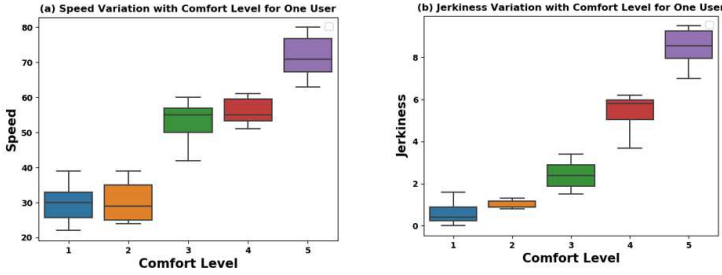 (a) Speed Variation with Comfort Level for One User
80
70
60
50
40
30
20
Speed
1 2 3 4 5
Comfort Level
(b) Jerkiness Variation with Comfort Level for One User
8
6
4
2
0
Jerkiness
1 2 3 4 5
Comfort Level